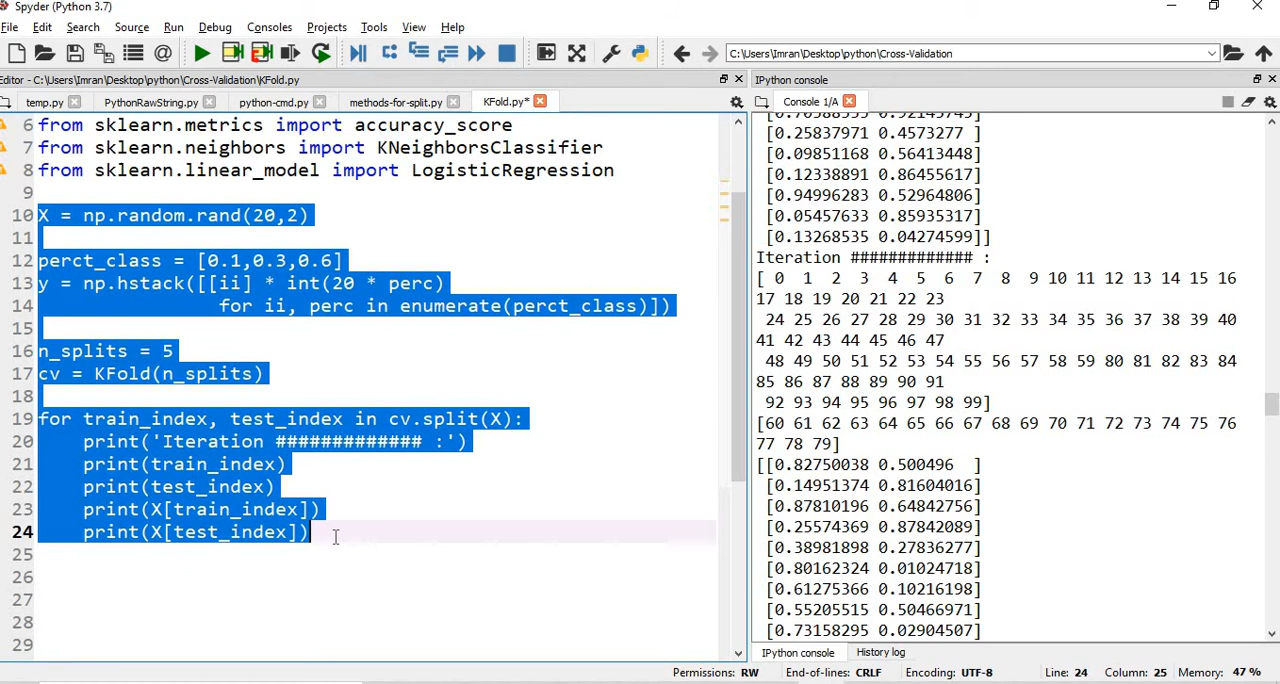 Spyder (Python 3.7)
File Edit Search Source Run Debug Consoles Projects Tools View Help
C:\Users\Imran\Desktop\python\Cross-Validation
Editor - C:\Users\Imran\Desktop\python\Cross-Validation\KFold.py
temp.py PythonRawString.py python-cmd.py methods-for-split.py KFold.py*
6 from sklearn.metrics import accuracy_score
7 from sklearn.neighbors import KNeighborsClassifier
8 from sklearn.linear_model import LogisticRegression
9
10 X = np.random.rand(20,2)
11
12 perct_class = [0.1,0.3,0.6]
13 y = np.hstack([[ii] * int(20 * perc)
14 for ii, perc in enumerate(perct_class)])
15
16 n_splits = 5
17 cv = KFold(n_splits)
18
19 for train_index, test_index in cv.split(X):
20 print('Iteration ############# :')
21 print(train_index)
22 print(test_index)
23 print(X[train_index])
24 print(X[test_index])
25
26
27
28
29
IPython console
Console 1/A
[0.70588355 0.92145745]
[0.25837971 0.4573277 ]
[0.09851168 0.56413448]
[0.12338891 0.86455617]
[0.94996283 0.52964806]
[0.05457633 0.85935317]
[0.13268535 0.04274599]]
Iteration ############# :
[ 0 1 2 3 4 5 6 7 8 9 10 11 12 13 14 15 16
17 18 19 20 21 22 23
24 25 26 27 28 29 30 31 32 33 34 35 36 37 38 39 40
41 42 43 44 45 46 47
48 49 50 51 52 53 54 55 56 57 58 59 80 81 82 83 84
85 86 87 88 89 90 91
92 93 94 95 96 97 98 99]
[60 61 62 63 64 65 66 67 68 69 70 71 72 73 74 75 76
77 78 79]
[[0.82750038 0.500496 ]
[0.14951374 0.81604016]
[0.87810196 0.64842756]
[0.25574369 0.87842089]
[0.38981898 0.27836277]
[0.80162324 0.01024718]
[0.61275366 0.10216198]
[0.55205515 0.50466971]
[0.73158295 0.02904507]
IPython console History log
Permissions: RW End-of-lines: CRLF Encoding: UTF-8 Line: 24 Column: 25 Memory: 47 %